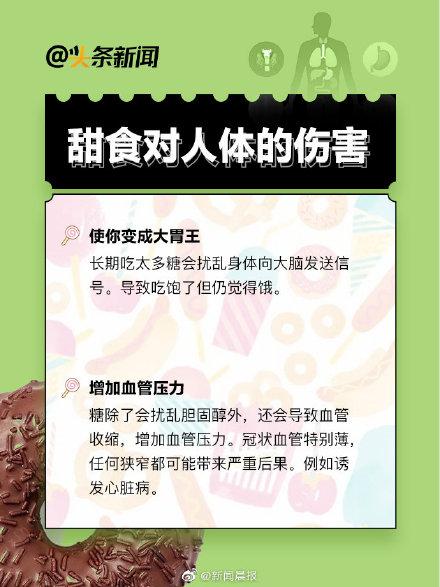 @头条新闻
甜食对人体的伤害
使你变成大胃王
长期吃太多糖会扰乱身体向大脑发送信
号。导致吃饱了但仍觉得饿。
增加血管压力
糖除了会扰乱胆固醇外，还会导致血管
收缩，增加血管压力。冠状血管特别薄，
任何狭窄都可能带来严重后果。例如诱
发心脏病。
@新闻晨报